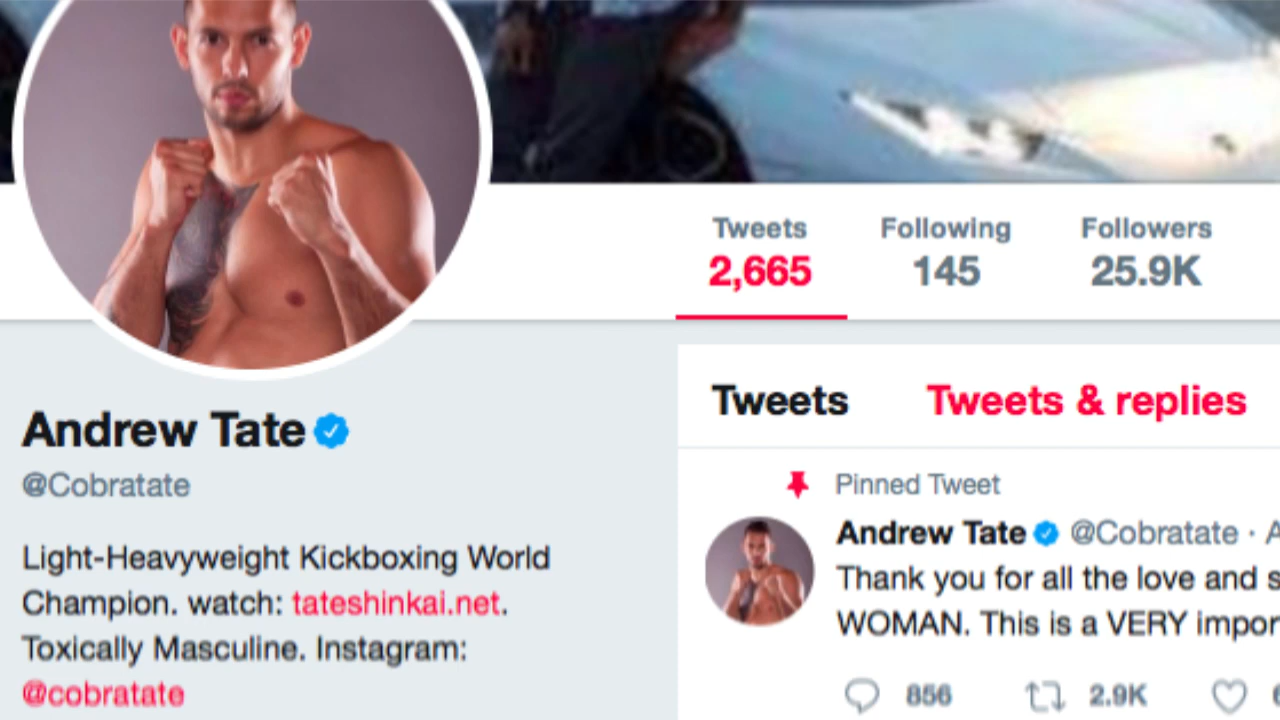 Tweets Following Followers
2,665 145 25.9K
Andrew Tate
@Cobratate
Light-Heavyweight Kickboxing World
Champion. watch: tateshinkai.net.
Toxically Masculine. Instagram:
@cobratate
Tweets Tweets & replies
Pinned Tweet
Andrew Tate @Cobratate · A
Thank you for all the love and s
WOMAN. This is a VERY impor
856 2.9K 6